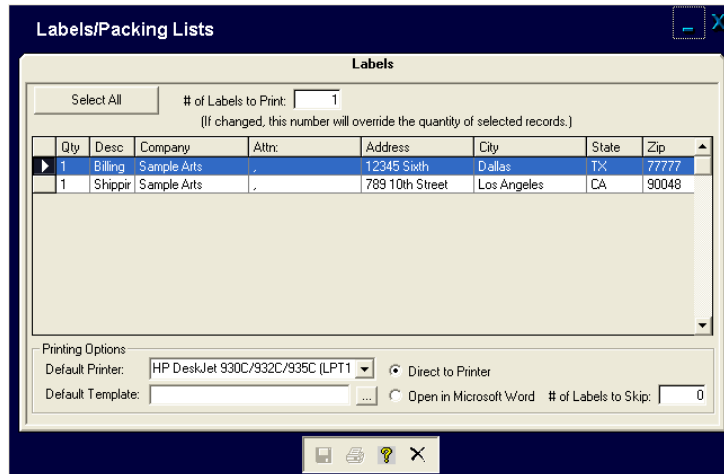 Labels/Packing Lists
Labels
Select All # of Labels to Print: 1
(If changed, this number will override the quantity of selected records.)
Qty Desc Company Attn: Address City State Zip
1 Billing Sample Arts , 12345 Sixth Dallas TX 77777
1 Shippir Sample Arts , 789 10th Street Los Angeles CA 90048
Printing Options
Default Printer: HP DeskJet 930C/932C/935C (LPT1 Direct to Printer
Default Template: ... Open in Microsoft Word # of Labels to Skip: 0